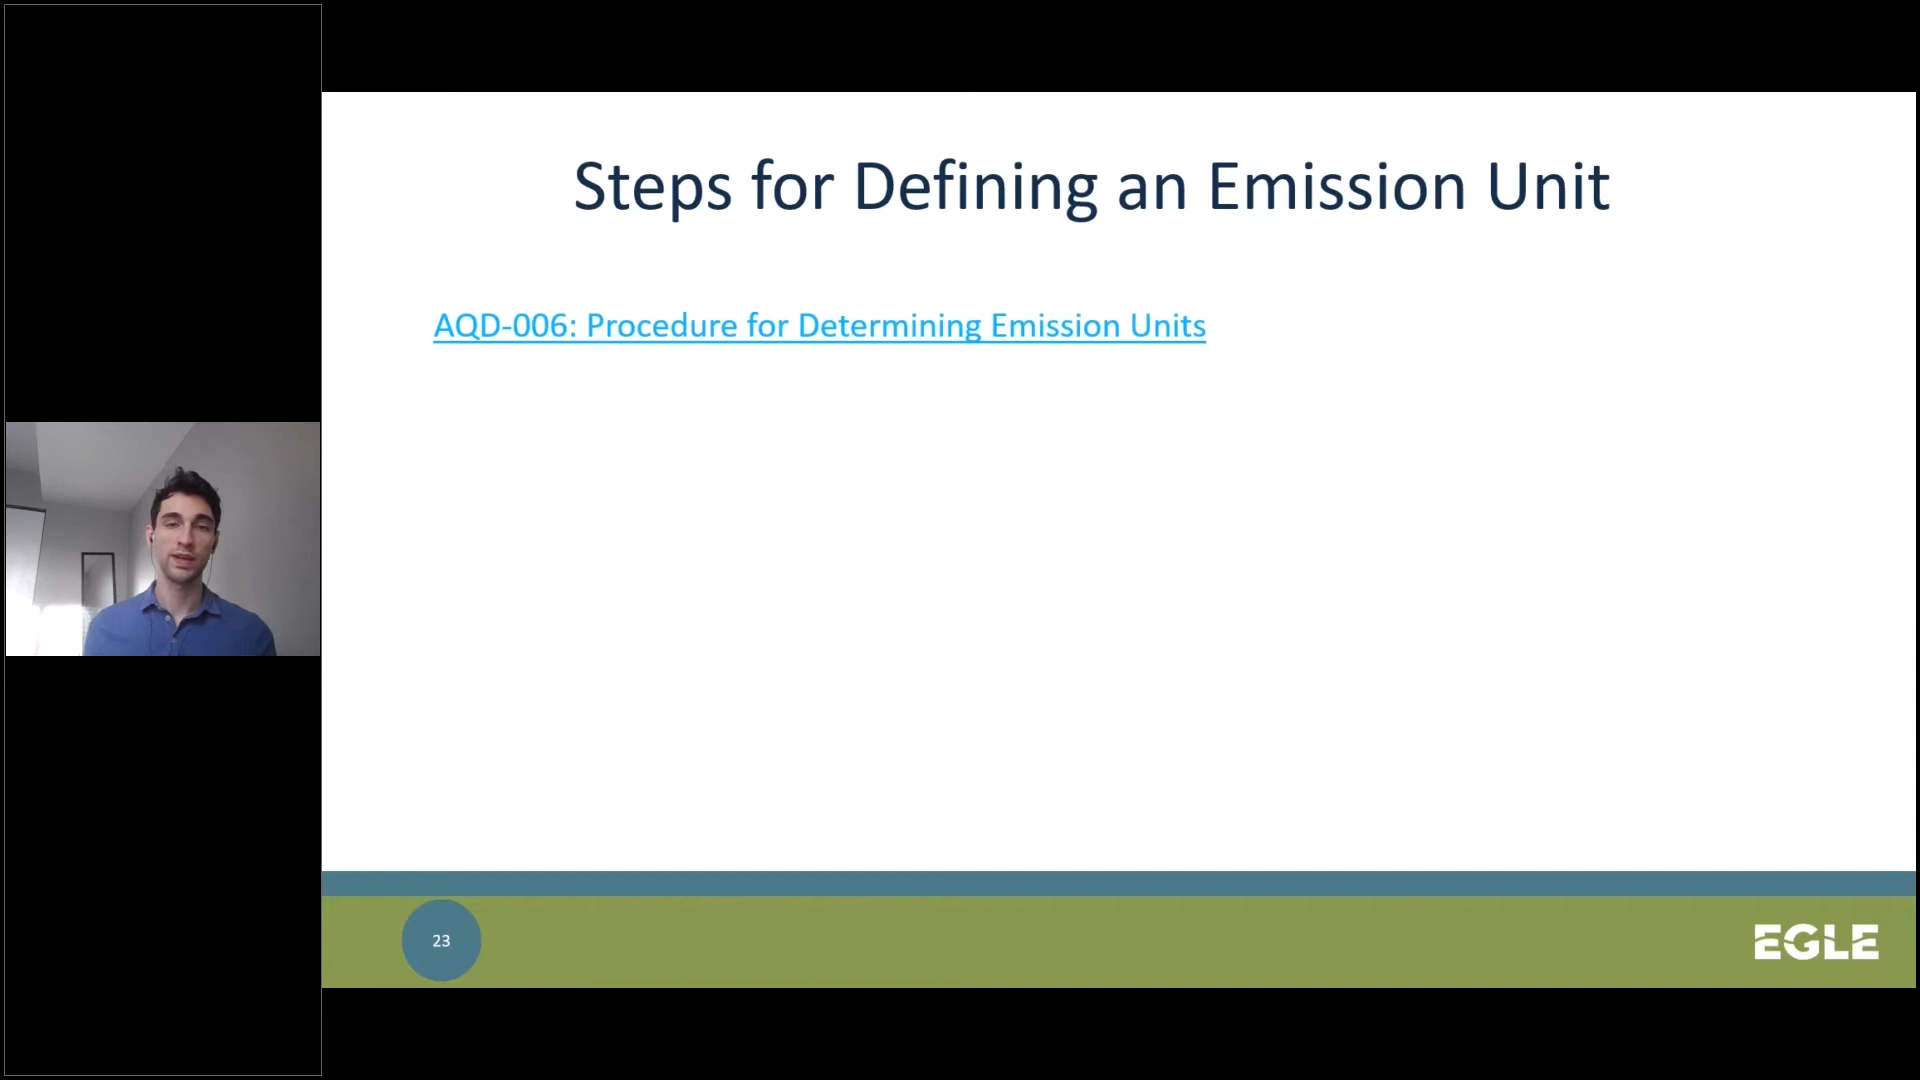 Steps for Defining an Emission Unit
AQD-006: Procedure for Determining Emission Units
23
EGLE